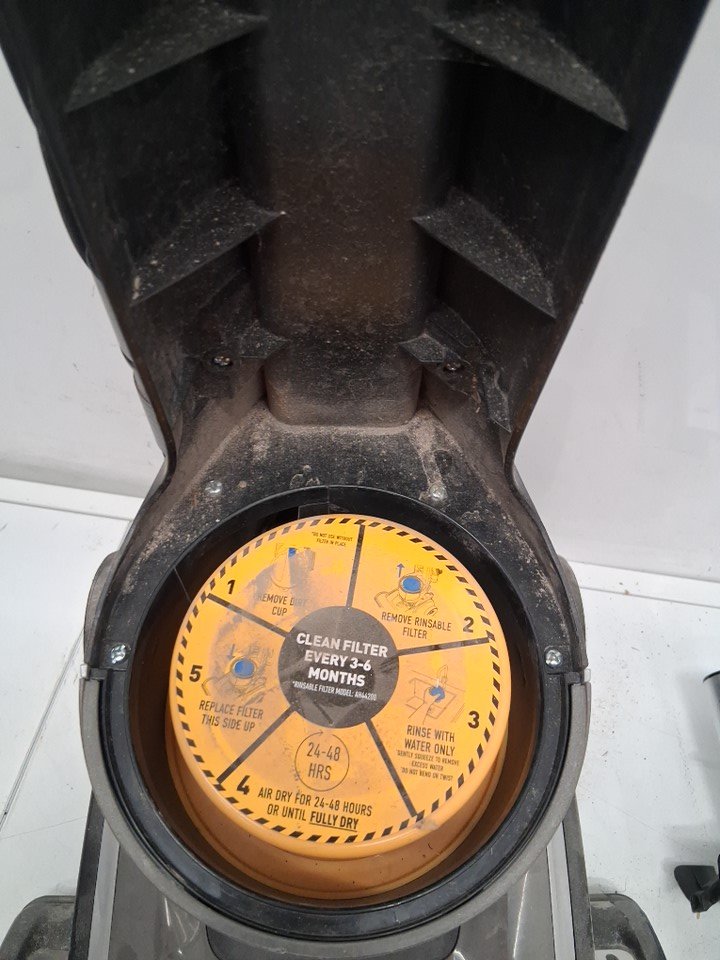 CLEAN FILTER
EVERY 3-6
MONTHS
*RINSABLE FILTER MODEL: AH44200
1
REMOVE DIRT
CUP
*DO NOT USE WITHOUT
FILTER IN PLACE
2
REMOVE RINSABLE
FILTER
3
RINSE WITH
WATER ONLY
*GENTLY SQUEEZE TO REMOVE
EXCESS WATER
*DO NOT WRING OR TWIST
4
24-48
HRS
AIR DRY FOR 24-48 HOURS
OR UNTIL FULLY DRY
5
REPLACE FILTER
THIS SIDE UP